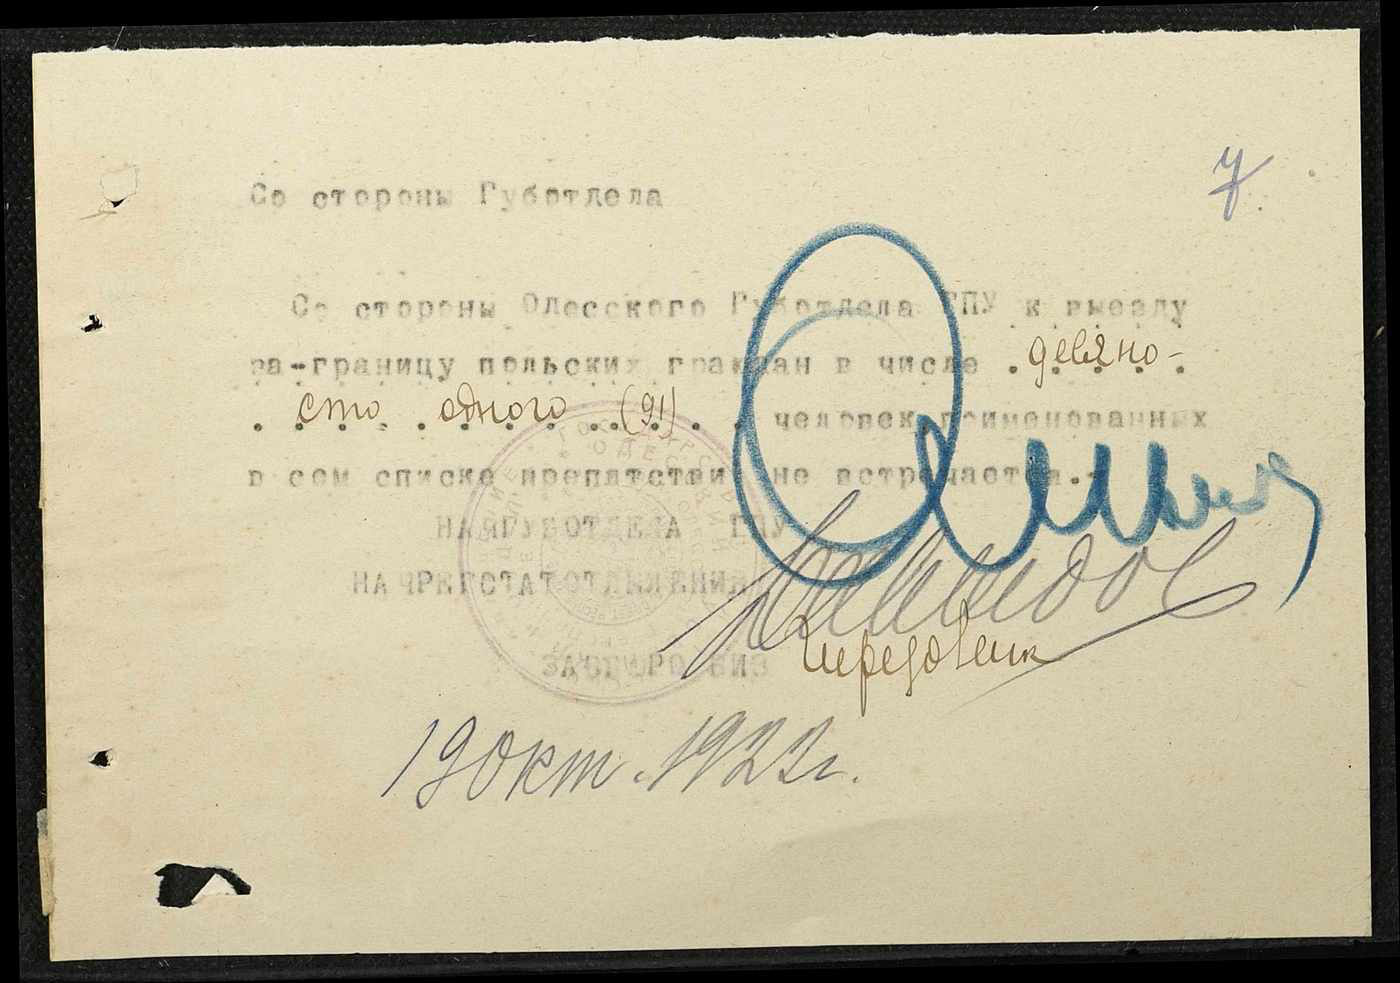 7.
Со стороны Губотдела
Со стороны Одесского Губотдела ГПУ к выезду
за-границу польских граждан в числе . девяно-
сто одного (91) . . человек поименованных
в сем списке препятствий не встречается.-
НАЧГУБОТДЕЛА ГПУ
НАЧРЕГСТАТОТДЕЛЕНИЯ
ЗАСПЮРО ВИЗ
19 окт. 1922 г.